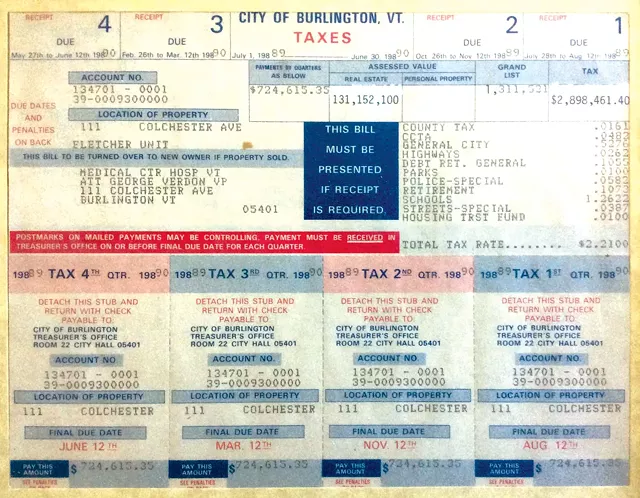 RECEIPT 4
DUE
May 27th to June 12th 1990
RECEIPT 3
DUE
Feb. 26th to Mar. 12th 1990
CITY OF BURLINGTON, VT.
TAXES
July 1, 1989
June 30, 1990
RECEIPT 2
DUE
Oct 26th to Nov 12th 1989
RECEIPT 1
DUE
July 28th to Aug. 12th 1989
ACCOUNT NO.
134701 - 0001
39-0009300000
LOCATION OF PROPERTY
111 COLCHESTER AVE
FLETCHER UNIT
DUE DATES
AND
PENALTIES
ON BACK
THIS BILL TO BE TURNED OVER TO NEW OWNER IF PROPERTY SOLD.
MEDICAL CTR HOSP VT
ATT GEORGE VERDON VP
111 COLCHESTER AVE
BURLINGTON VT
05401
PAYMENTS BY QUARTERS
AS BELOW
$724,615.35
ASSESSED VALUE
REAL ESTATE
PERSONAL PROPERTY
131,152,100
GRAND
LIST
1,311,521
TAX
$2,898,461.40
THIS BILL
MUST BE
PRESENTED
IF RECEIPT
IS REQUIRED.
COUNTY TAX .0161
CCTA .0483
GENERAL CITY .5276
HIGHWAYS .0262
DEBT RET. GENERAL .1053
PARKS .0100
POLICE-SPECIAL .0582
RETIREMENT .1073
SCHOOLS 1.2622
STREETS-SPECIAL .0387
HOUSING TRST FUND .0100
TOTAL TAX RATE........ $2.2100
POSTMARKS ON MAILED PAYMENTS MAY BE CONTROLLING. PAYMENT MUST BE RECEIVED IN
TREASURER'S OFFICE ON OR BEFORE FINAL DUE DATE FOR EACH QUARTER.
1989 TAX 4TH QTR. 1990
DETACH THIS STUB AND
RETURN WITH CHECK
PAYABLE TO
CITY OF BURLINGTON
TREASURER'S OFFICE
ROOM 22 CITY HALL 05401
ACCOUNT NO.
134701 - 0001
39-0009300000
LOCATION OF PROPERTY
111 COLCHESTER
FINAL DUE DATE
JUNE 12TH
PAY THIS
AMOUNT
$724,615.35
SEE PENALTIES
1989 TAX 3RD QTR. 1990
DETACH THIS STUB AND
RETURN WITH CHECK
PAYABLE TO:
CITY OF BURLINGTON
TREASURER'S OFFICE
ROOM 22 CITY HALL 05401
ACCOUNT NO.
134701 - 0001
39-0009300000
LOCATION OF PROPERTY
111 COLCHESTER
FINAL DUE DATE
MAR. 12TH
PAY THIS
AMOUNT
$724,615.35
SEE PENALTIES
1989 TAX 2ND QTR. 1990
DETACH THIS STUB AND
RETURN WITH CHECK
PAYABLE TO:
CITY OF BURLINGTON
TREASURER'S OFFICE
ROOM 22 CITY HALL 05401
ACCOUNT NO.
134701 - 0001
39-0009300000
LOCATION OF PROPERTY
111 COLCHESTER
FINAL DUE DATE
NOV. 12TH
PAY THIS
AMOUNT
$724,615.35
SEE PENALTIES
1989 TAX 1ST QTR. 1990
DETACH THIS STUB AND
RETURN WITH CHECK
PAYABLE TO:
CITY OF BURLINGTON
TREASURER'S OFFICE
ROOM 22 CITY HALL 05401
ACCOUNT NO.
134701 - 0001
39-0009300000
LOCATION OF PROPERTY
111 COLCHESTER
FINAL DUE DATE
AUG. 12TH
PAY THIS
AMOUNT
$724,615.35
SEE PENALTIES